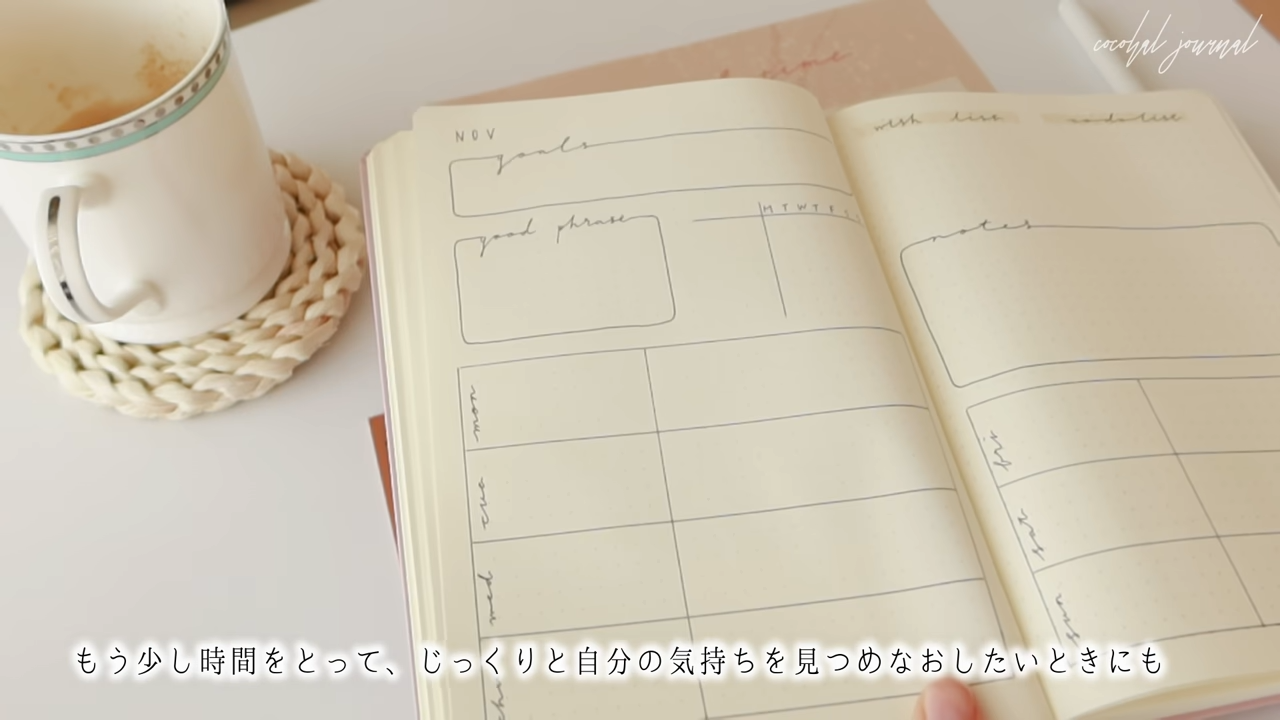 cocohal journal
NOV
goals
good phrase
M T W T F S S
mon
tue
wed
wish list
notes
fri
sat
sun
もう少し時間をとって、じっくりと自分の気持ちを見つめなおしたいときにも